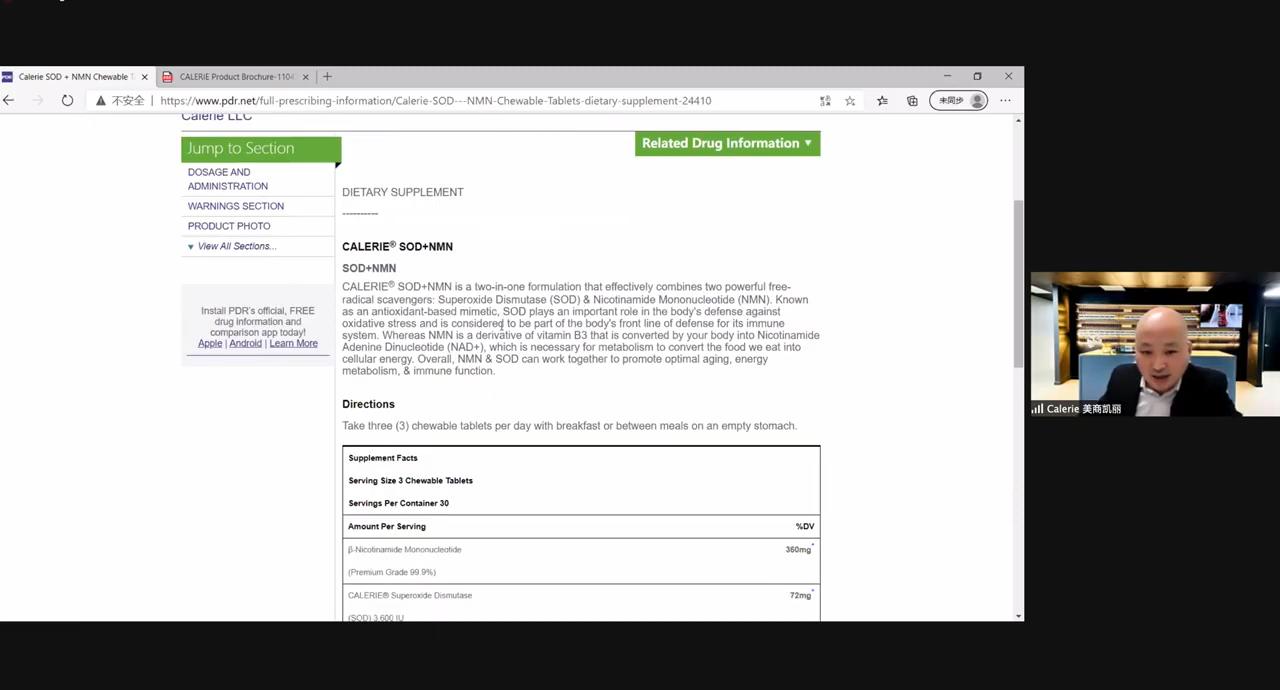 Calerie SOD + NMN Chewable T
CALERIE Product Brochure-110
不安全
https://www.pdr.net/full-prescribing-information/Calerie-SOD---NMN-Chewable-Tablets-dietary-supplement-24410
未同步
Calerie LLC
Jump to Section
DOSAGE AND
ADMINISTRATION
WARNINGS SECTION
PRODUCT PHOTO
View All Sections...
Install PDR's official, FREE
drug information and
comparison app today!
Apple | Android | Learn More
Related Drug Information ▼
DIETARY SUPPLEMENT
----------
CALERIE® SOD+NMN
SOD+NMN
CALERIE® SOD+NMN is a two-in-one formulation that effectively combines two powerful free-
radical scavengers: Superoxide Dismutase (SOD) & Nicotinamide Mononucleotide (NMN). Known
as an antioxidant-based mimetic, SOD plays an important role in the body's defense against
oxidative stress and is considered to be part of the body's front line of defense for its immune
system. Whereas NMN is a derivative of vitamin B3 that is converted by your body into Nicotinamide
Adenine Dinucleotide (NAD+), which is necessary for metabolism to convert the food we eat into
cellular energy. Overall, NMN & SOD can work together to promote optimal aging, energy
metabolism, & immune function.
Directions
Take three (3) chewable tablets per day with breakfast or between meals on an empty stomach.
Supplement Facts
Serving Size 3 Chewable Tablets
Servings Per Container 30
Amount Per Serving %DV
β-Nicotinamide Mononucleotide 360mg*
(Premium Grade 99.9%)
CALERIE® Superoxide Dismutase 72mg*
(SOD) 3,600 IU
Calerie 美商凯丽